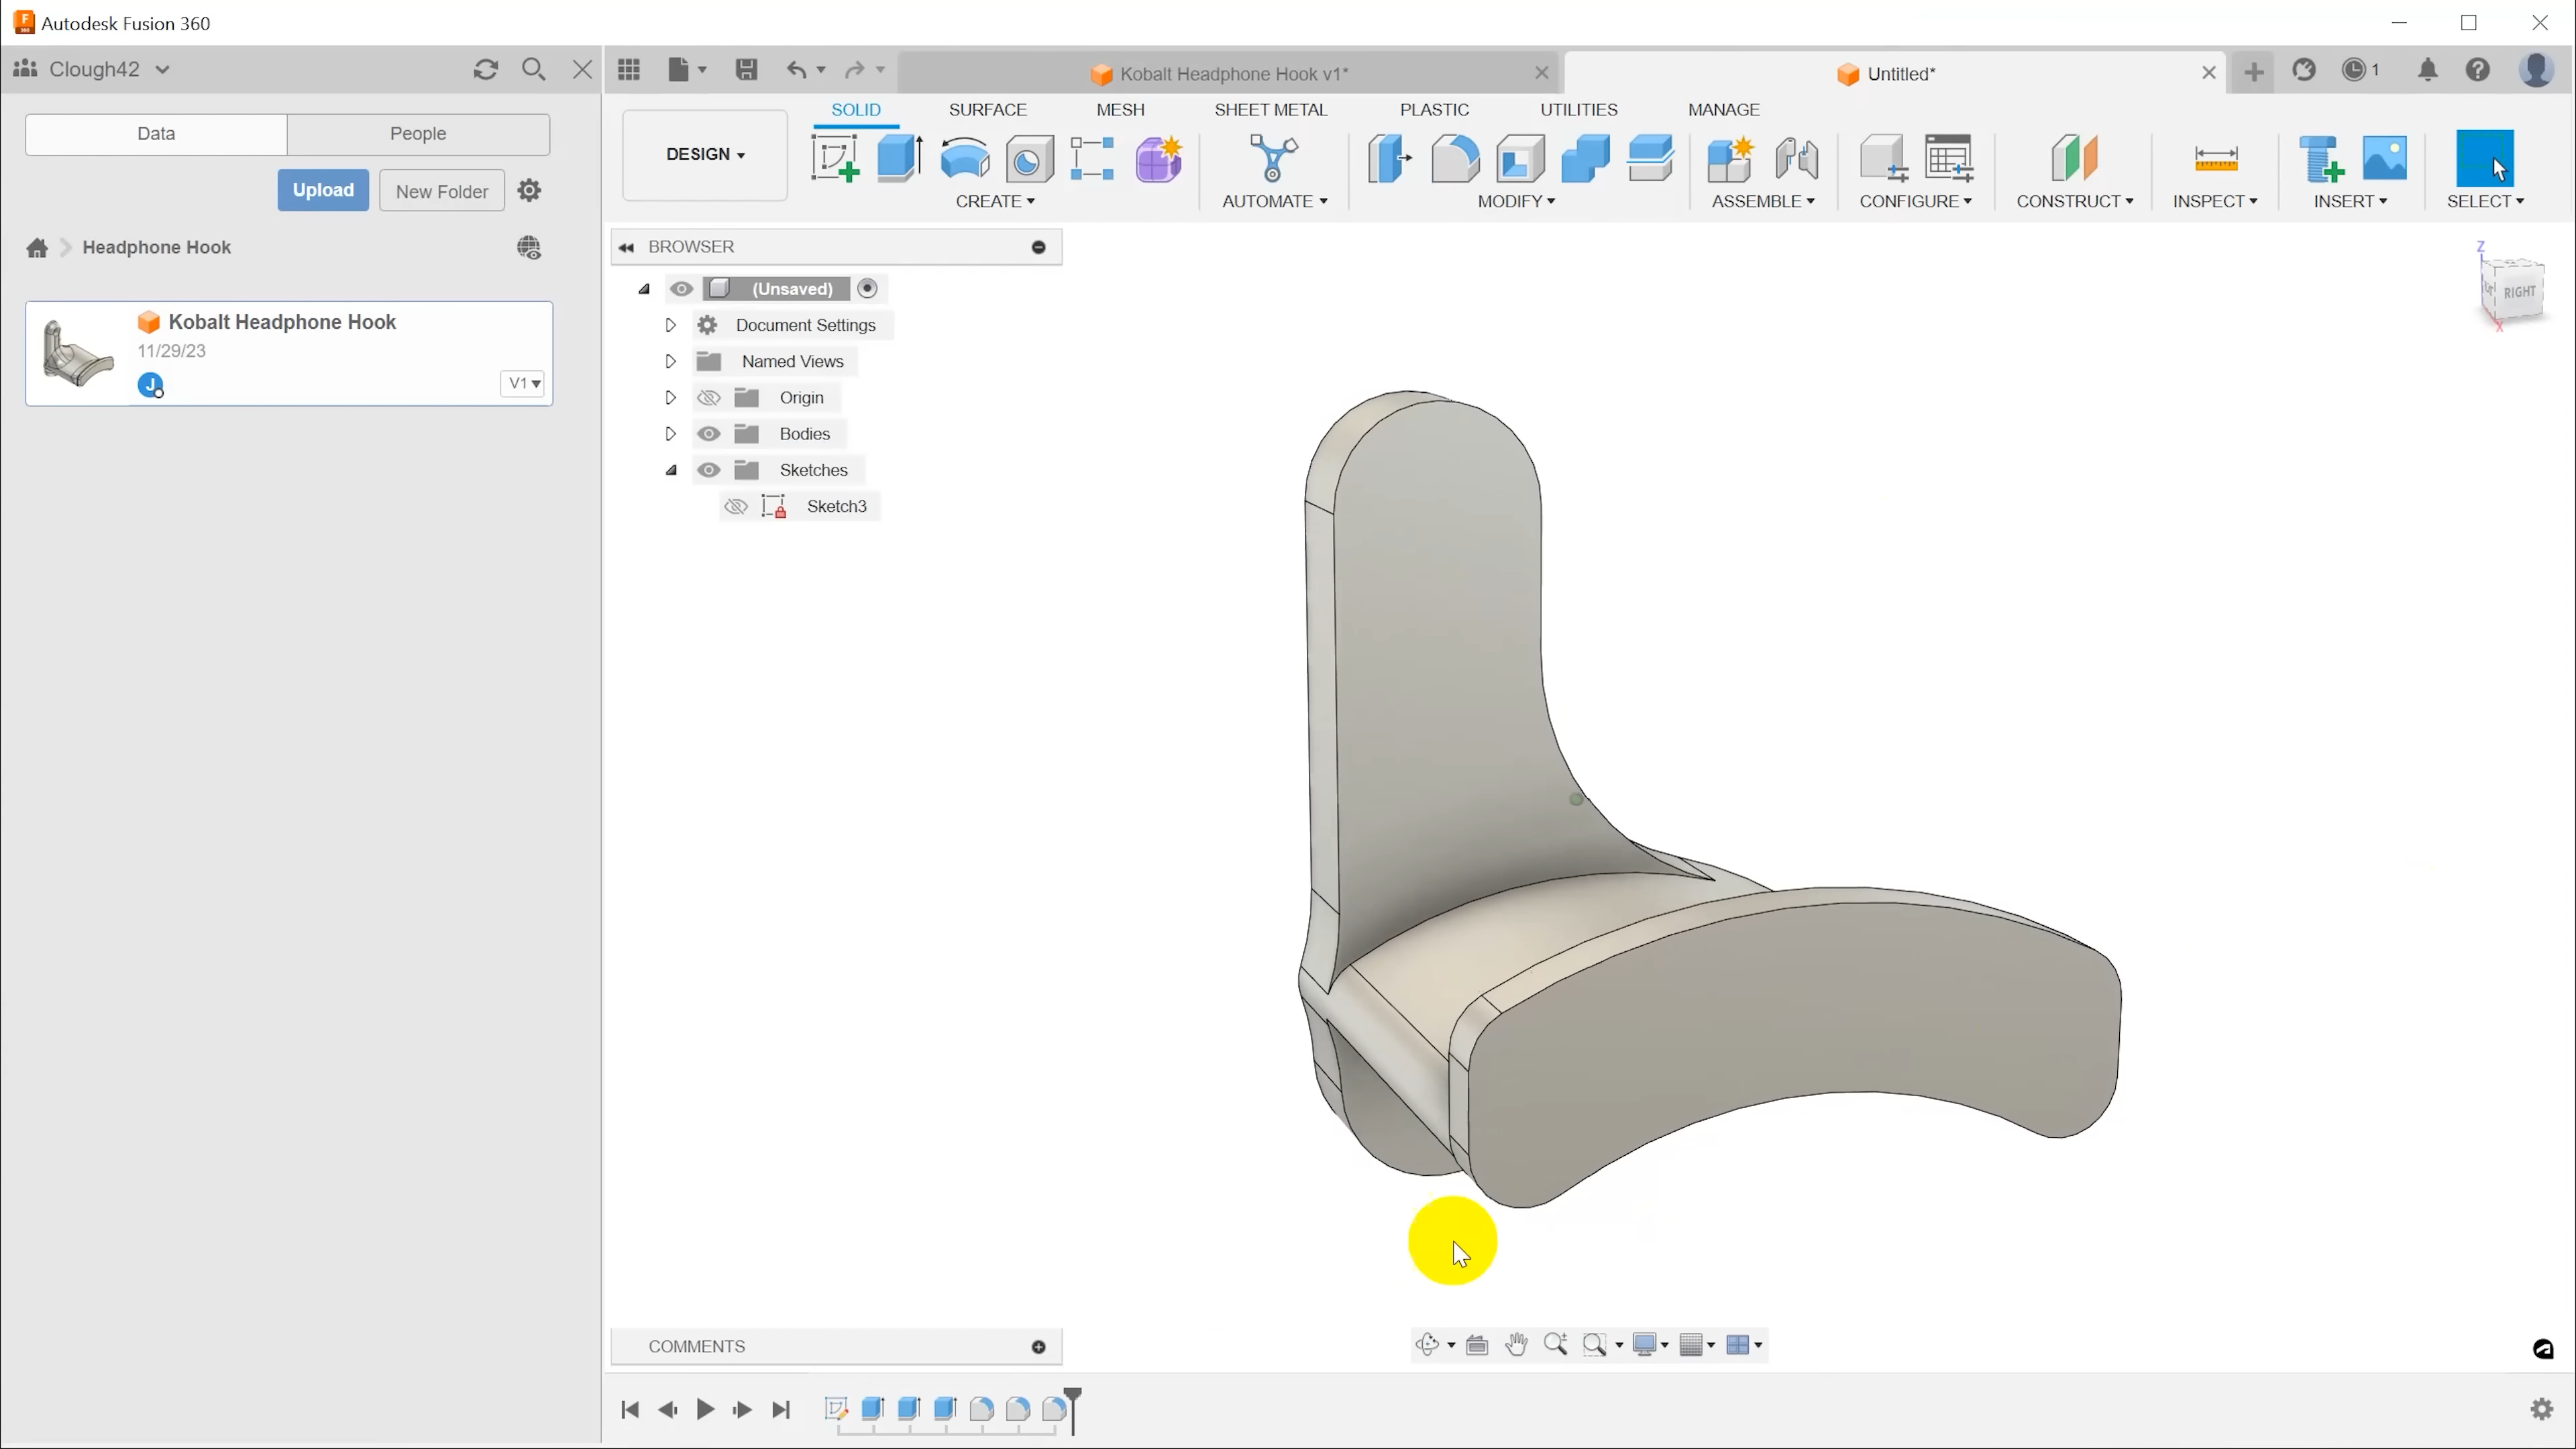 Autodesk Fusion 360
Clough42
Kobalt Headphone Hook v1*
Untitled*
1
Data
People
Upload
New Folder
Headphone Hook
Kobalt Headphone Hook
11/29/23
J
V1
DESIGN
SOLID
SURFACE
MESH
SHEET METAL
PLASTIC
UTILITIES
MANAGE
CREATE
AUTOMATE
MODIFY
ASSEMBLE
CONFIGURE
CONSTRUCT
INSPECT
INSERT
SELECT
BROWSER
(Unsaved)
Document Settings
Named Views
Origin
Bodies
Sketches
Sketch3
Z
RIGHT
X
COMMENTS